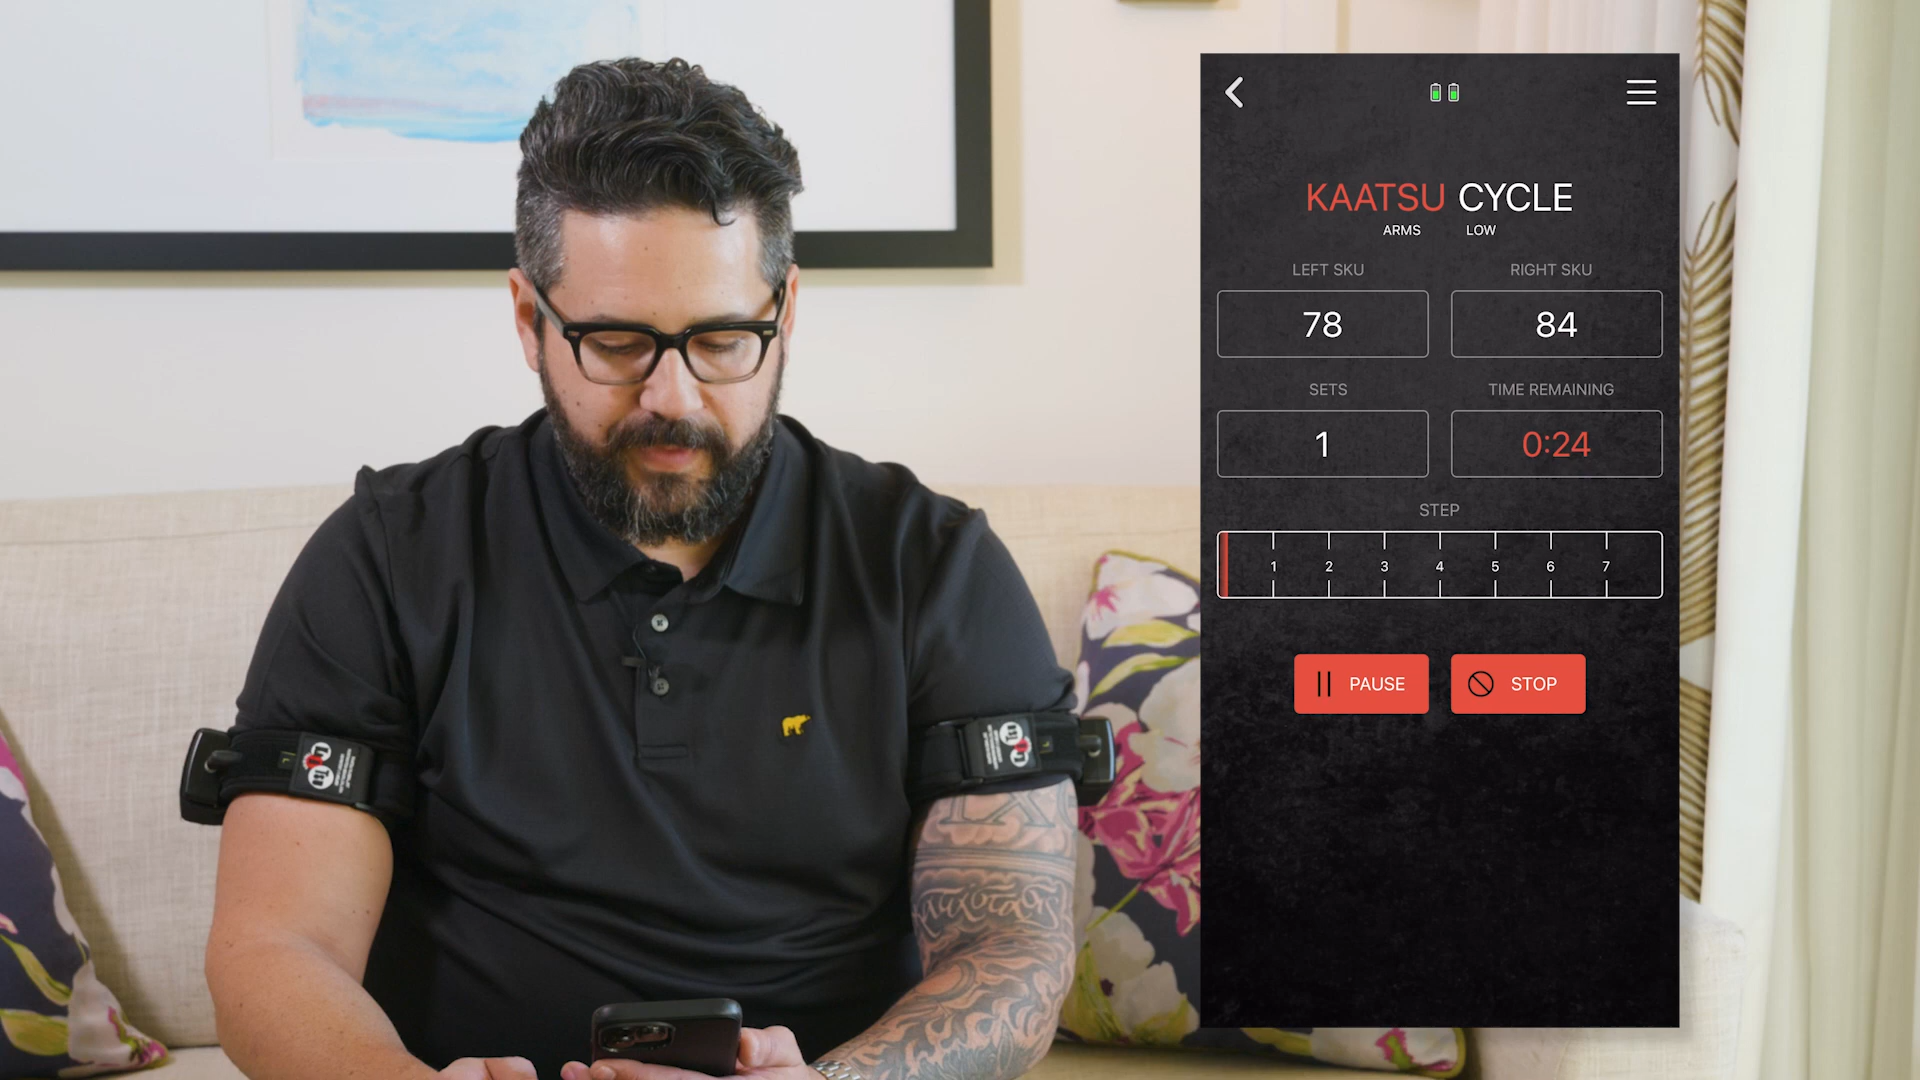 KAATSU CYCLE
ARMS LOW
LEFT SKU RIGHT SKU
78 84
SETS TIME REMAINING
1 0:24
STEP
1 2 3 4 5 6 7
PAUSE STOP